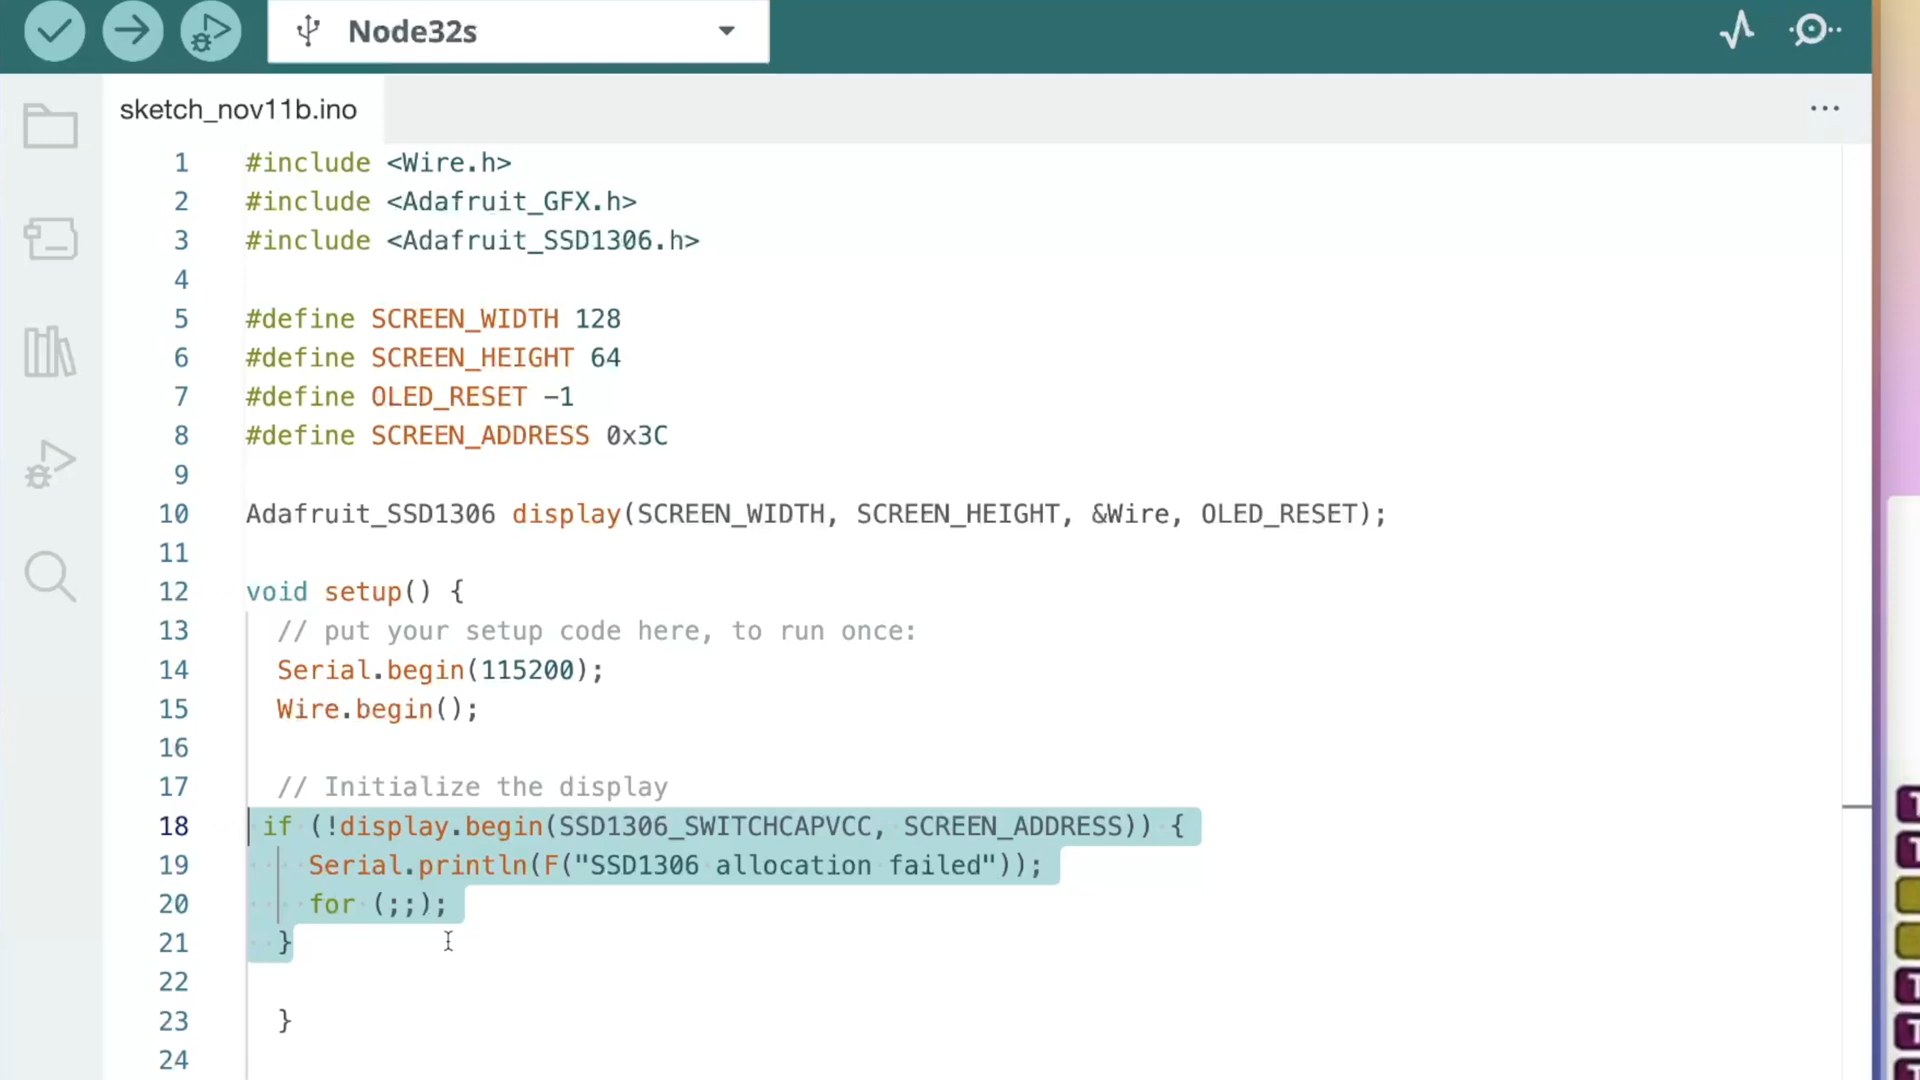 Node32s
sketch_nov11b.ino
1 #include <Wire.h>
2 #include <Adafruit_GFX.h>
3 #include <Adafruit_SSD1306.h>
4
5 #define SCREEN_WIDTH 128
6 #define SCREEN_HEIGHT 64
7 #define OLED_RESET -1
8 #define SCREEN_ADDRESS 0x3C
9
10 Adafruit_SSD1306 display(SCREEN_WIDTH, SCREEN_HEIGHT, &Wire, OLED_RESET);
11
12 void setup() {
13 // put your setup code here, to run once:
14 Serial.begin(115200);
15 Wire.begin();
16
17 // Initialize the display
18 if (!display.begin(SSD1306_SWITCHCAPVCC, SCREEN_ADDRESS)) {
19 Serial.println(F("SSD1306 allocation failed"));
20 for (;;);
21 }
22
23 }
24